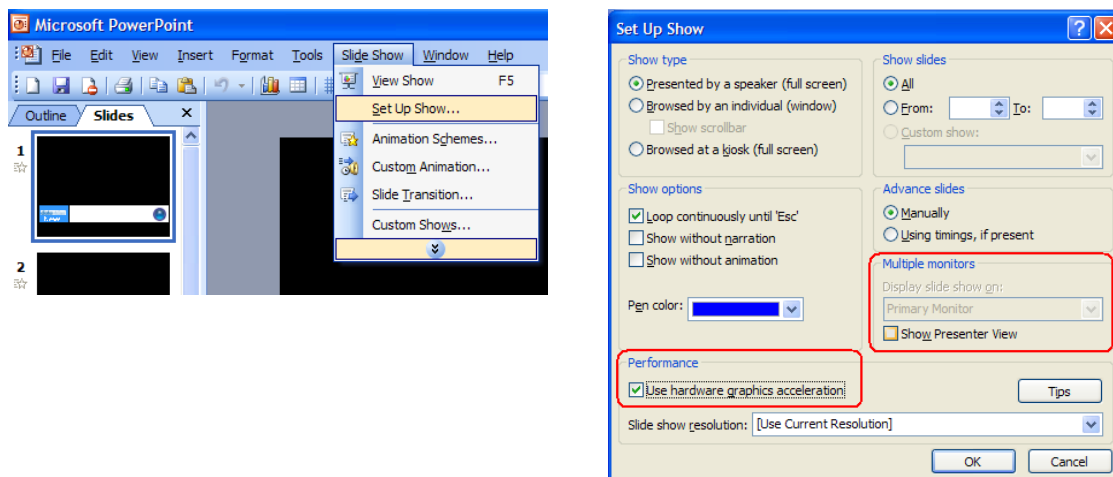 Microsoft PowerPoint
File Edit View Insert Format Tools Slide Show Window Help
View Show F5
Set Up Show...
Animation Schemes...
Custom Animation...
Slide Transition...
Custom Shows...
Outline Slides
1
2
Set Up Show
Show type
Presented by a speaker (full screen)
Browsed by an individual (window)
Show scrollbar
Browsed at a kiosk (full screen)
Show slides
All
From: To:
Custom show:
Show options
Loop continuously until 'Esc'
Show without narration
Show without animation
Pen color:
Advance slides
Manually
Using timings, if present
Multiple monitors
Display slide show on:
Primary Monitor
Show Presenter View
Performance
Use hardware graphics acceleration
Tips
Slide show resolution: [Use Current Resolution]
OK Cancel